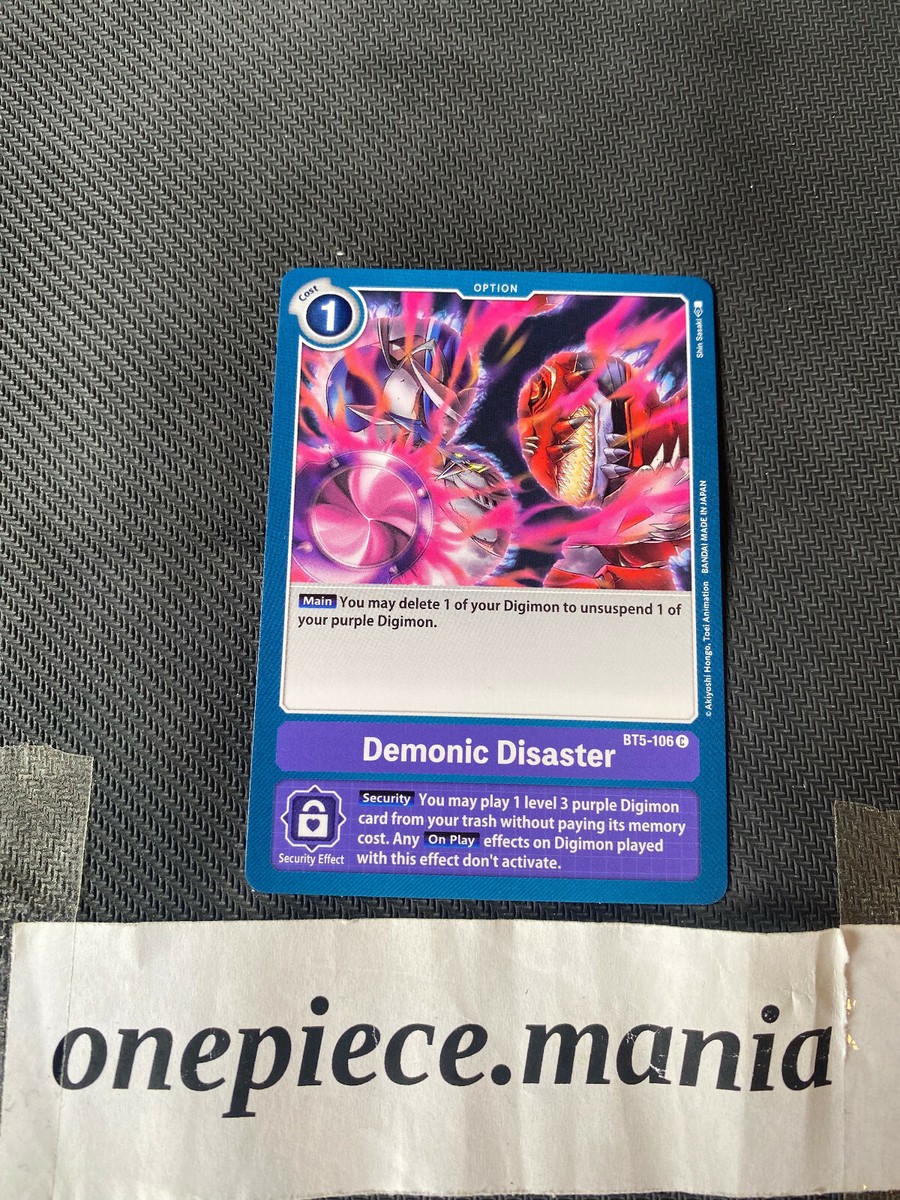 Cost
1
OPTION
Shin Sasaki
Main You may delete 1 of your Digimon to unsuspend 1 of
your purple Digimon.
© Akiyoshi Hongo, Toei Animation BANDAI MADE IN JAPAN
BT5-106 C
Demonic Disaster
Security Effect
Security You may play 1 level 3 purple Digimon
card from your trash without paying its memory
cost. Any On Play effects on Digimon played
with this effect don't activate.
onepiece.mania